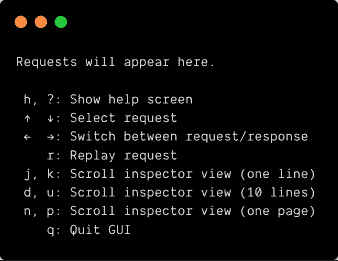 Requests will appear here.
h, ?: Show help screen
↑ ↓: Select request
← →: Switch between request/response
r: Replay request
j, k: Scroll inspector view (one line)
d, u: Scroll inspector view (10 lines)
n, p: Scroll inspector view (one page)
q: Quit GUI